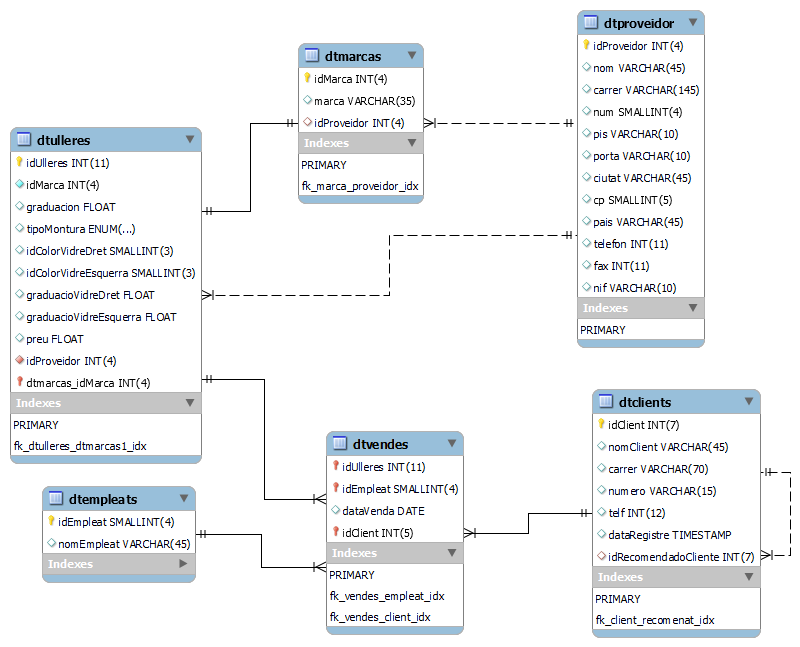 dtproveidor
idProveidor INT(4)
nom VARCHAR(45)
carrer VARCHAR(145)
num SMALLINT(4)
pis VARCHAR(10)
porta VARCHAR(10)
ciutat VARCHAR(45)
cp SMALLINT(5)
pais VARCHAR(45)
telefon INT(11)
fax INT(11)
nif VARCHAR(10)
Indexes
PRIMARY
dtmarcas
idMarca INT(4)
marca VARCHAR(35)
idProveidor INT(4)
Indexes
PRIMARY
fk_marca_proveidor_idx
dtulleres
idUlleres INT(11)
idMarca INT(4)
graduacion FLOAT
tipoMontura ENUM(...)
idColorVidreDret SMALLINT(3)
idColorVidreEsquerra SMALLINT(3)
graduacioVidreDret FLOAT
graduacioVidreEsquerra FLOAT
preu FLOAT
idProveidor INT(4)
dtmarcas_idMarca INT(4)
Indexes
PRIMARY
fk_dtulleres_dtmarcas1_idx
dtempleats
idEmpleat SMALLINT(4)
nomEmpleat VARCHAR(45)
Indexes
dtvendes
idUlleres INT(11)
idEmpleat SMALLINT(4)
dataVenda DATE
idClient INT(5)
Indexes
PRIMARY
fk_vendes_empleat_idx
fk_vendes_client_idx
dtclients
idClient INT(7)
nomClient VARCHAR(45)
carrer VARCHAR(70)
numero VARCHAR(15)
telf INT(12)
dataRegistre TIMESTAMP
idRecomendadoCliente INT(7)
Indexes
PRIMARY
fk_client_recomenat_idx